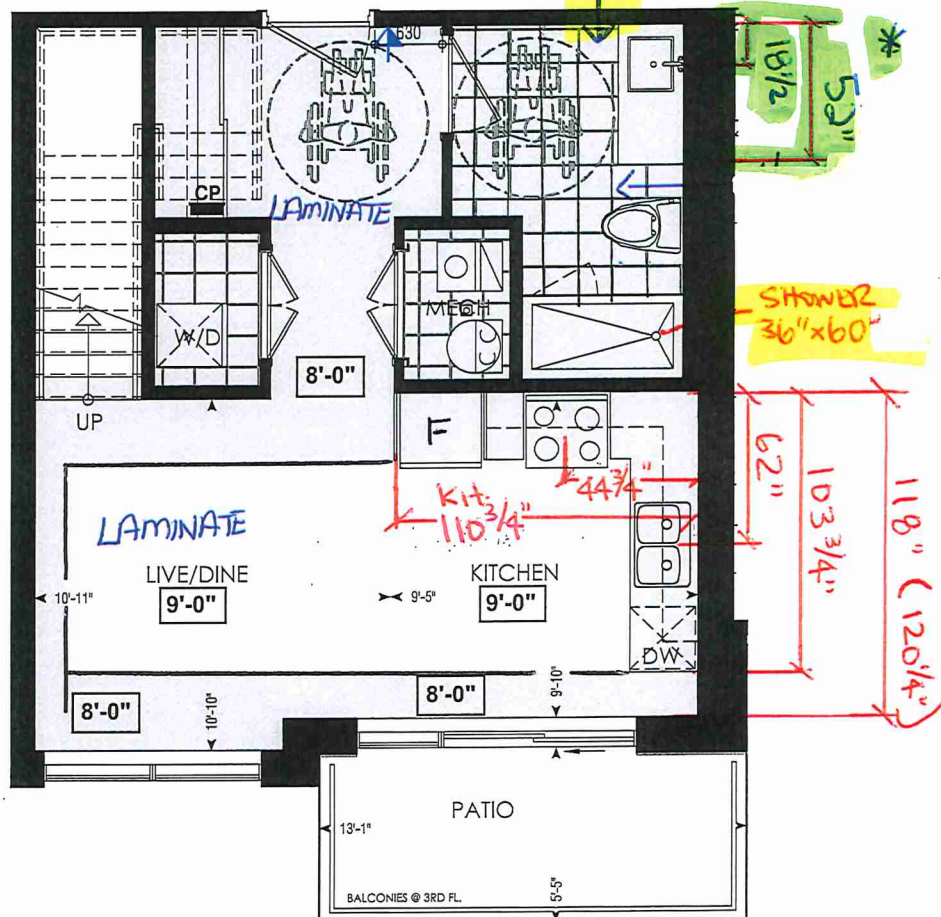 630
18 1/2
52"
*
CP
LAMINATE
MECH
W/D
8'-0"
SHOWER
36"x60"
UP
F
44 3/4"
Kit.
110 3/4"
62"
103 3/4"
118" (120 1/4")
LAMINATE
LIVE/DINE
9'-0"
10'-11"
9'-5"
KITCHEN
9'-0"
DW
8'-0"
10'-10"
8'-0"
9'-10"
PATIO
13'-1"
BALCONIES @ 3RD FL.
5'-5"